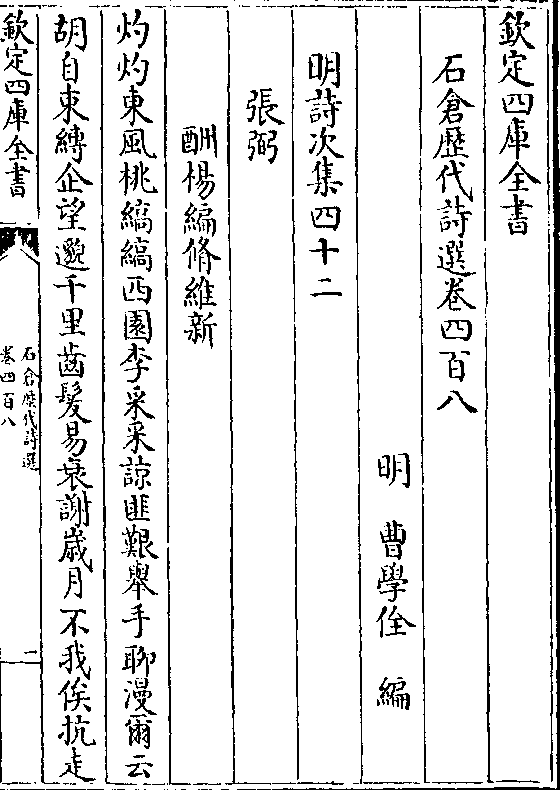 欽定四庫全書
石倉歷代詩選卷四百八
明　曹學佺　編
明詩次集四十二
張弼
酬楊編脩維新
灼灼東風桃縞縞西園李采采諒匪艱舉手聊漫爾云
胡自束縛企望邈千里齒髮易衰謝歲月不我俟抗走
欽定四庫全書
石倉歷代詩選
卷四百八
二